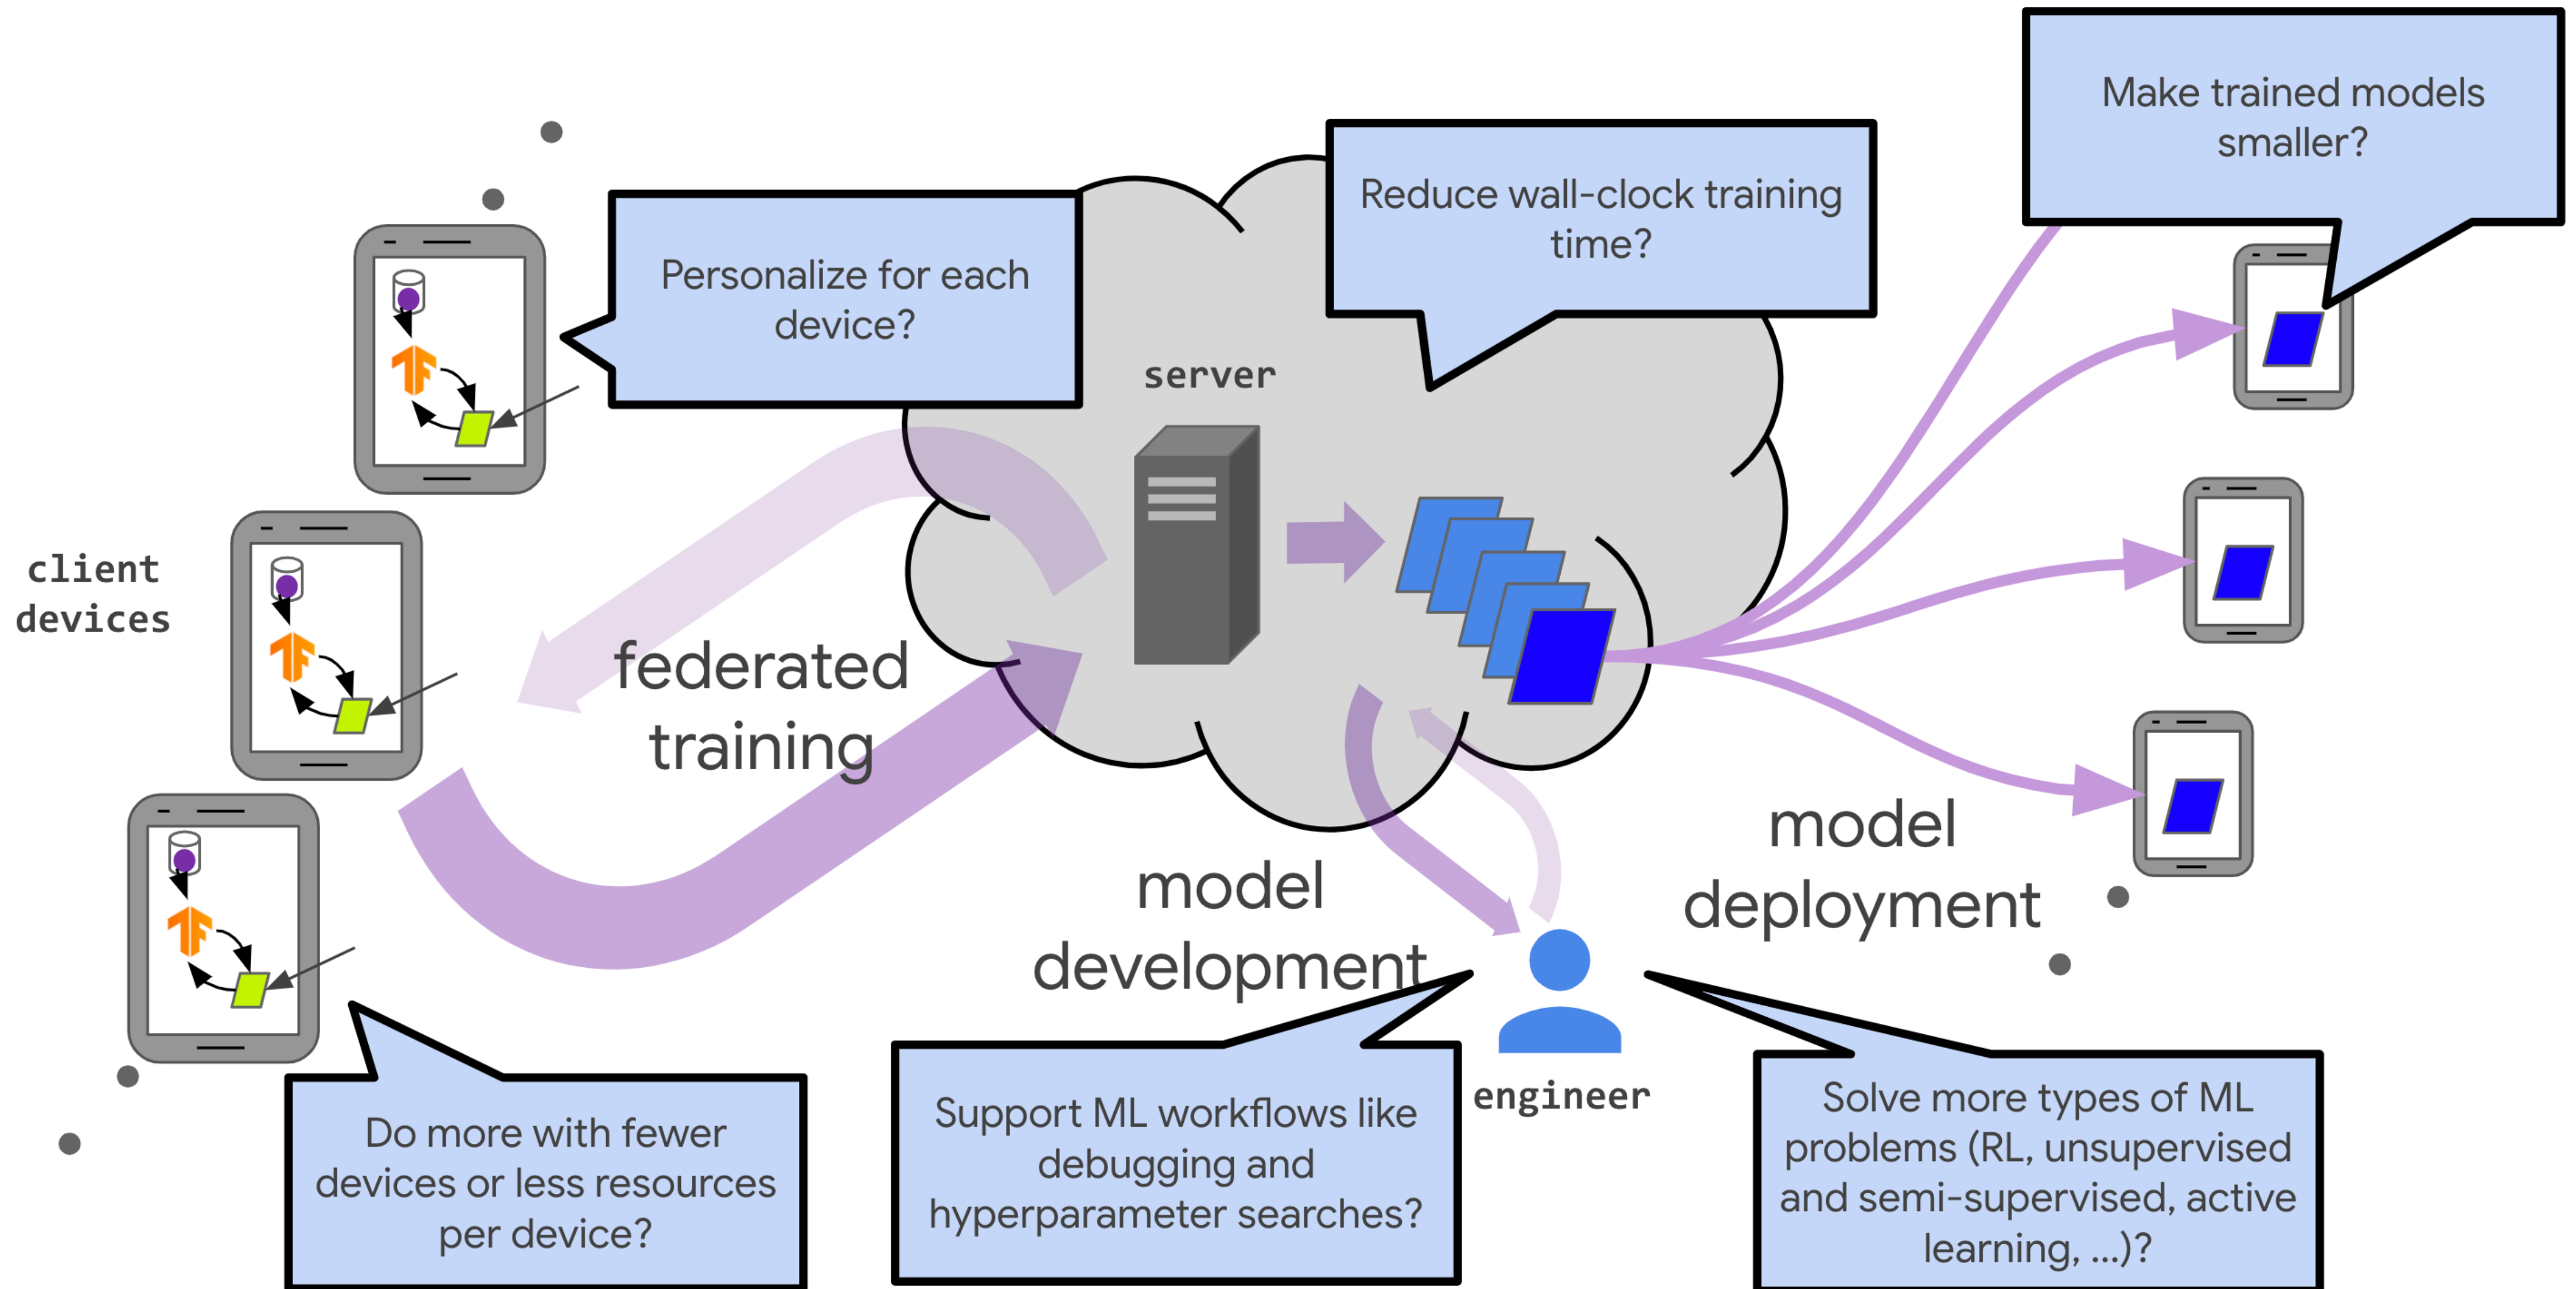 Make trained models
smaller?
Reduce wall-clock training
time?
Personalize for each
device?
server
client
devices
federated
training
model
development
model
deployment
engineer
Do more with fewer
devices or less resources
per device?
Support ML workflows like
debugging and
hyperparameter searches?
Solve more types of ML
problems (RL, unsupervised
and semi-supervised, active
learning, ...)?